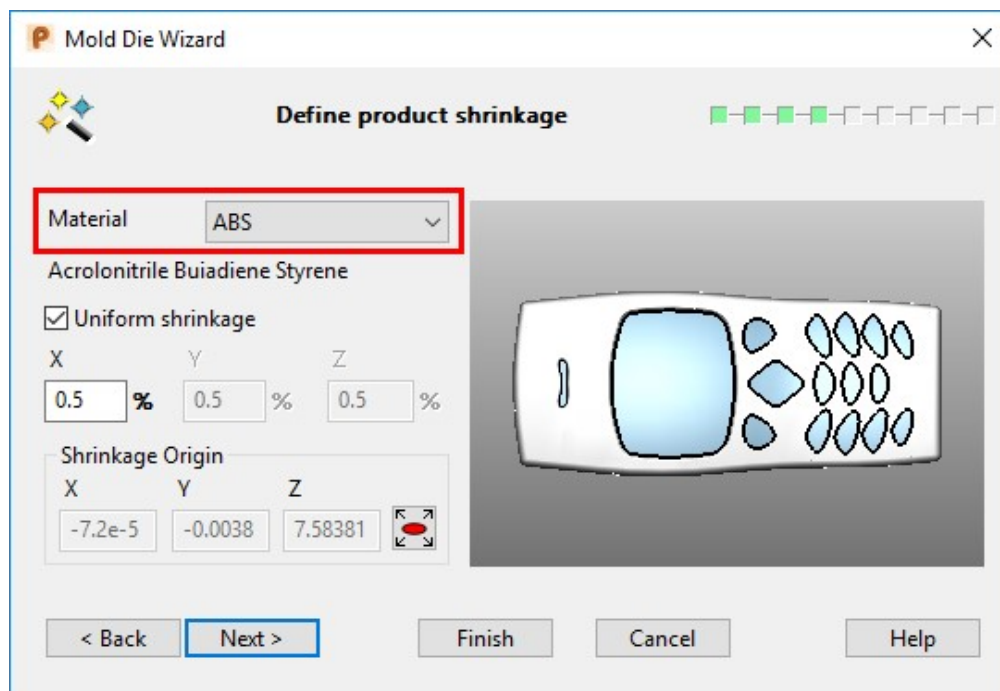 P Mold Die Wizard
Define product shrinkage
Material ABS
Acrolonitrile Buiadiene Styrene
Uniform shrinkage
X Y Z
0.5 % 0.5 % 0.5 %
Shrinkage Origin
X Y Z
-7.2e-5 -0.0038 7.58381
< Back Next > Finish Cancel Help